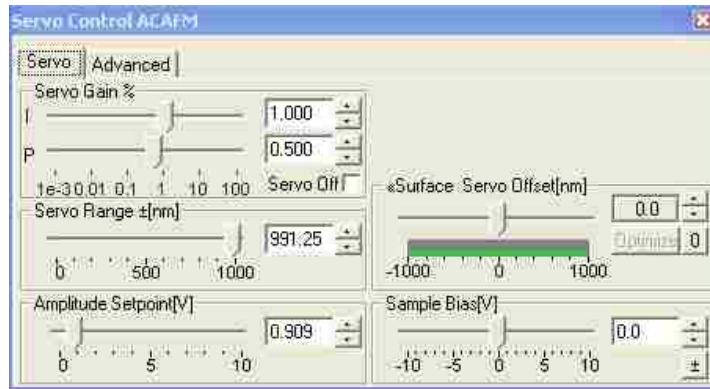 Servo Control ACAFM
Servo Advanced
Servo Gain %
I 1.000
P 0.500
1e-3 0.01 0.1 1 10 100 Servo Off
Servo Range ±[nm]
991.25
0 500 1000
Amplitude Setpoint[V]
0.909
0 5 10
«Surface Servo Offset[nm]
0.0
Optimize 0
-1000 0 1000
Sample Bias[V]
0.0
-10 -5 0 5 10 ±